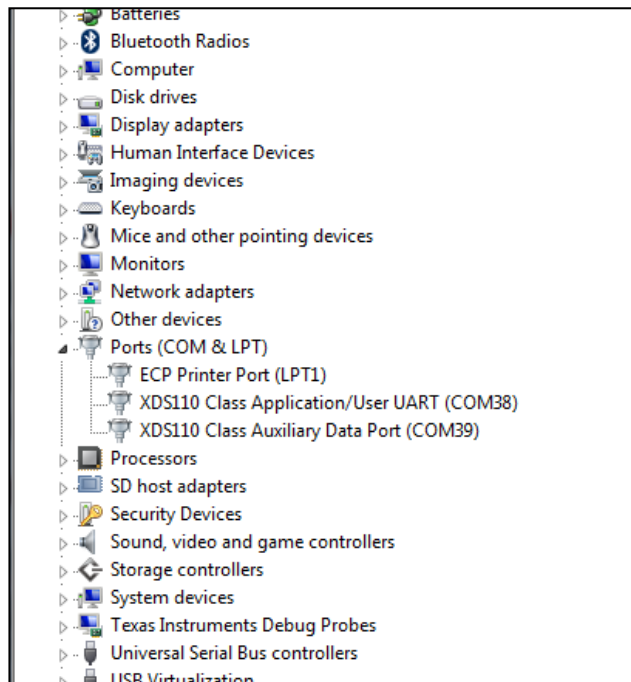 Batteries
Bluetooth Radios
Computer
Disk drives
Display adapters
Human Interface Devices
Imaging devices
Keyboards
Mice and other pointing devices
Monitors
Network adapters
Other devices
Ports (COM & LPT)
ECP Printer Port (LPT1)
XDS110 Class Application/User UART (COM38)
XDS110 Class Auxiliary Data Port (COM39)
Processors
SD host adapters
Security Devices
Sound, video and game controllers
Storage controllers
System devices
Texas Instruments Debug Probes
Universal Serial Bus controllers
USB Virtualization